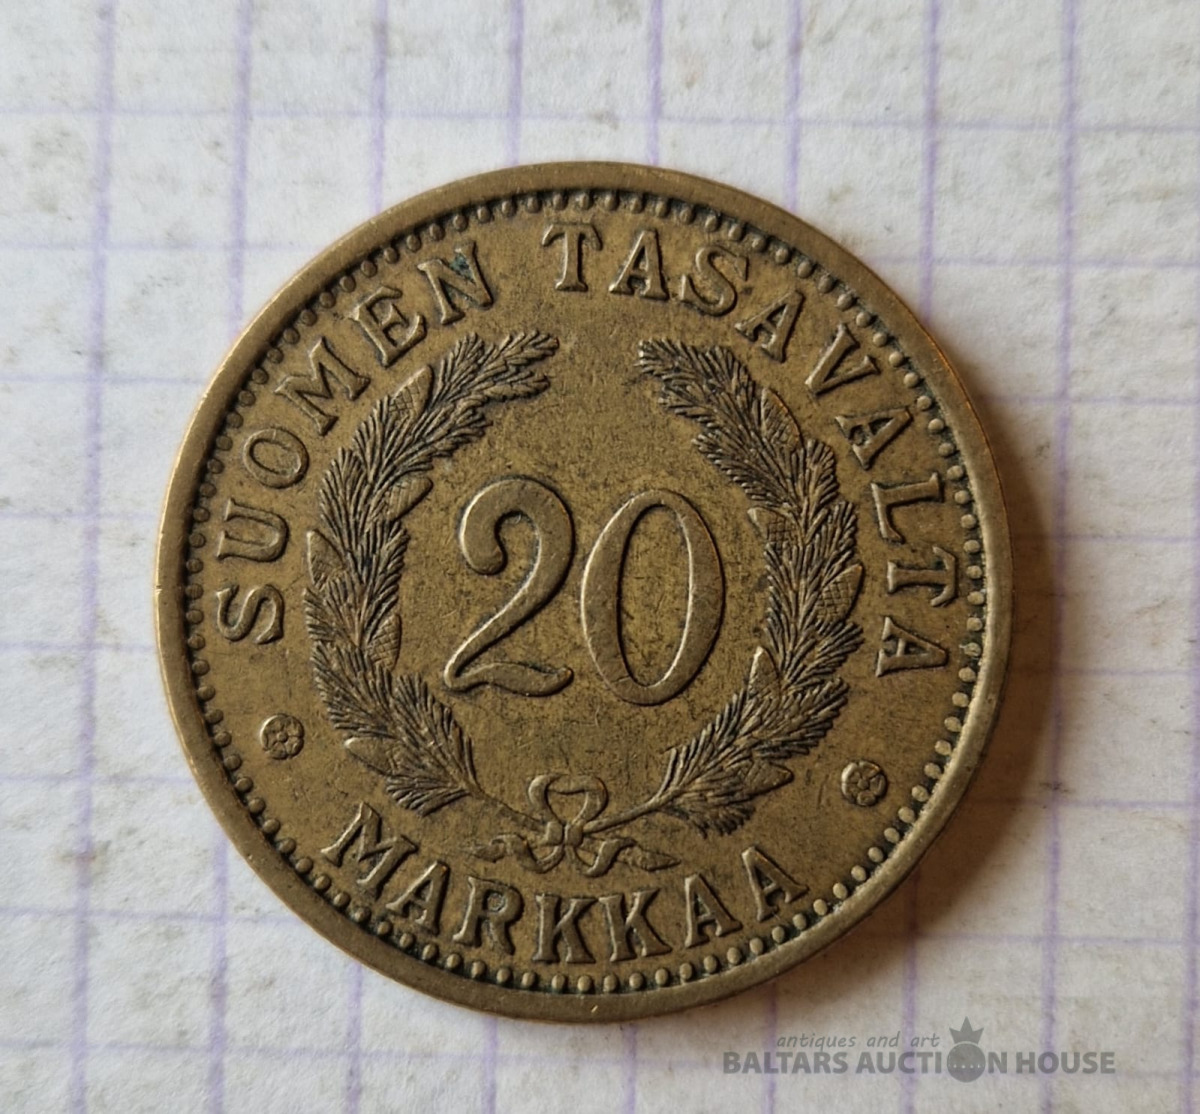 SUOMEN TASAVALTA
20
MARKKAA
antiques and art
BALTARS AUCTION HOUSE